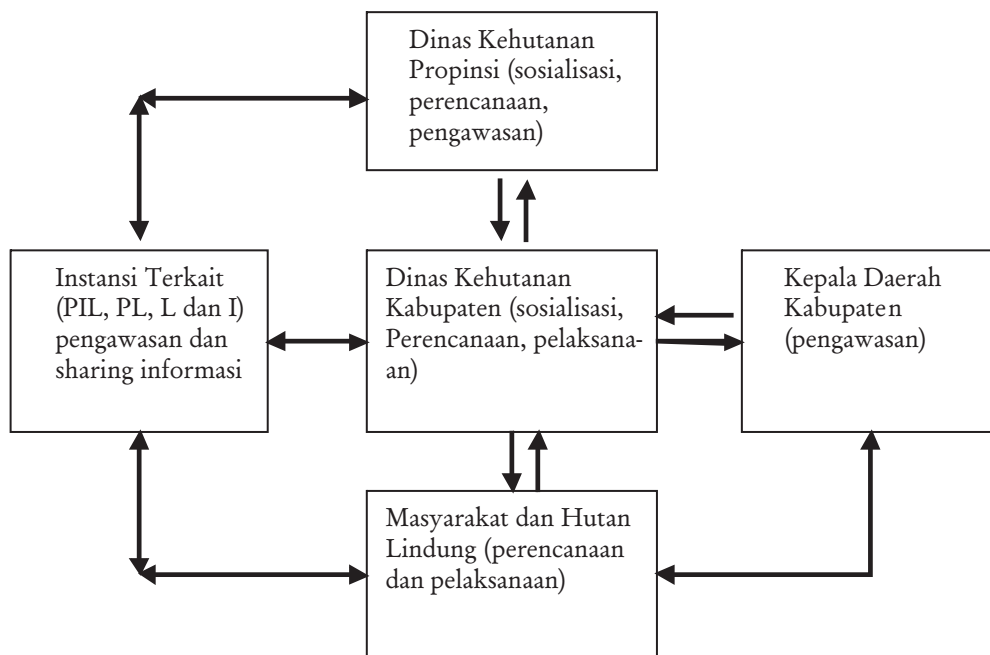 Dinas Kehutanan
Propinsi (sosialisasi,
perencanaan,
pengawasan)
Instansi Terkait
(PIL, PL, L dan I)
pengawasan dan
sharing informasi
Dinas Kehutanan
Kabupaten (sosialisasi,
Perencanaan, pelaksana-
an)
Kepala Daerah
Kabupaten
(pengawasan)
Masyarakat dan Hutan
Lindung (perencanaan
dan pelaksanaan)